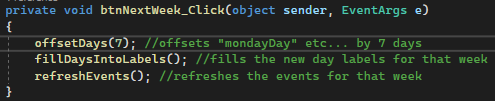 private void btnNextWeek_Click(object sender, EventArgs e)
{
offsetDays(7); //offsets "mondayDay" etc... by 7 days
fillDaysIntoLabels(); //fills the new day labels for that week
refreshEvents(); //refreshes the events for that week
}